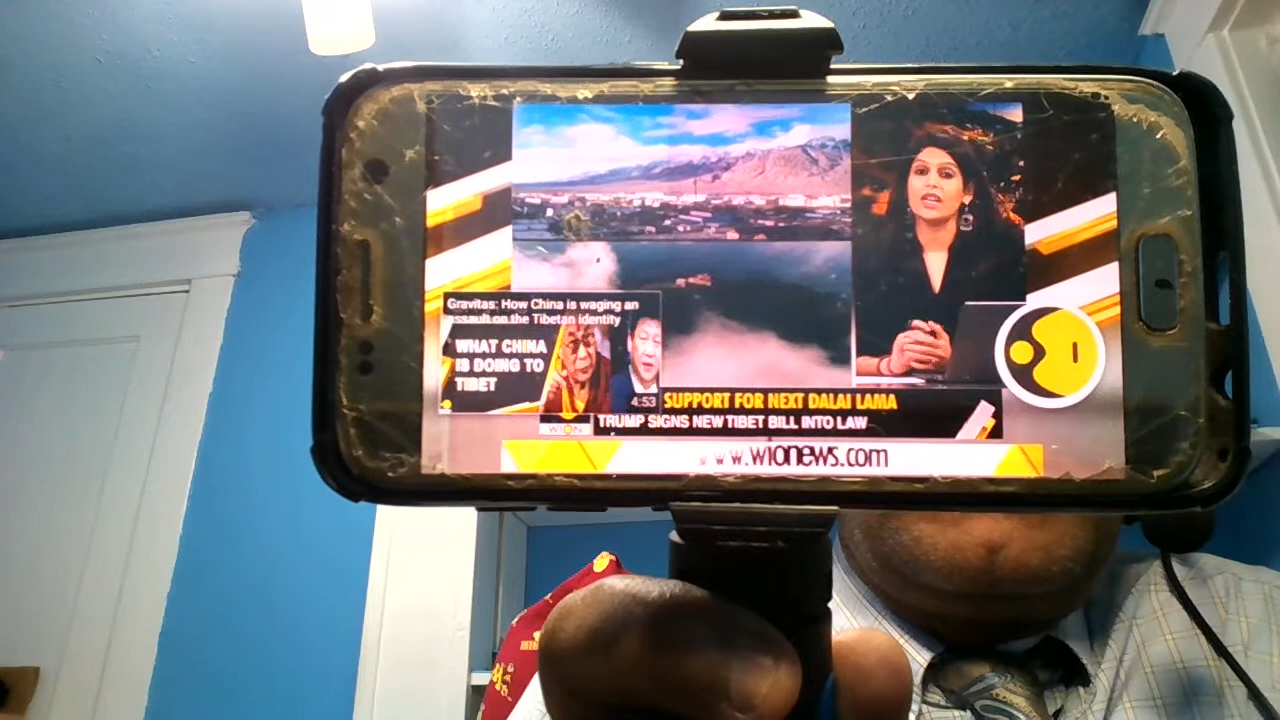 Gravitas: How China is waging an
assault on the Tibetan identity
WHAT CHINA
IS DOING TO
TIBET
4:53
SUPPORT FOR NEXT DALAI LAMA
WION
TRUMP SIGNS NEW TIBET BILL INTO LAW
www.wionews.com